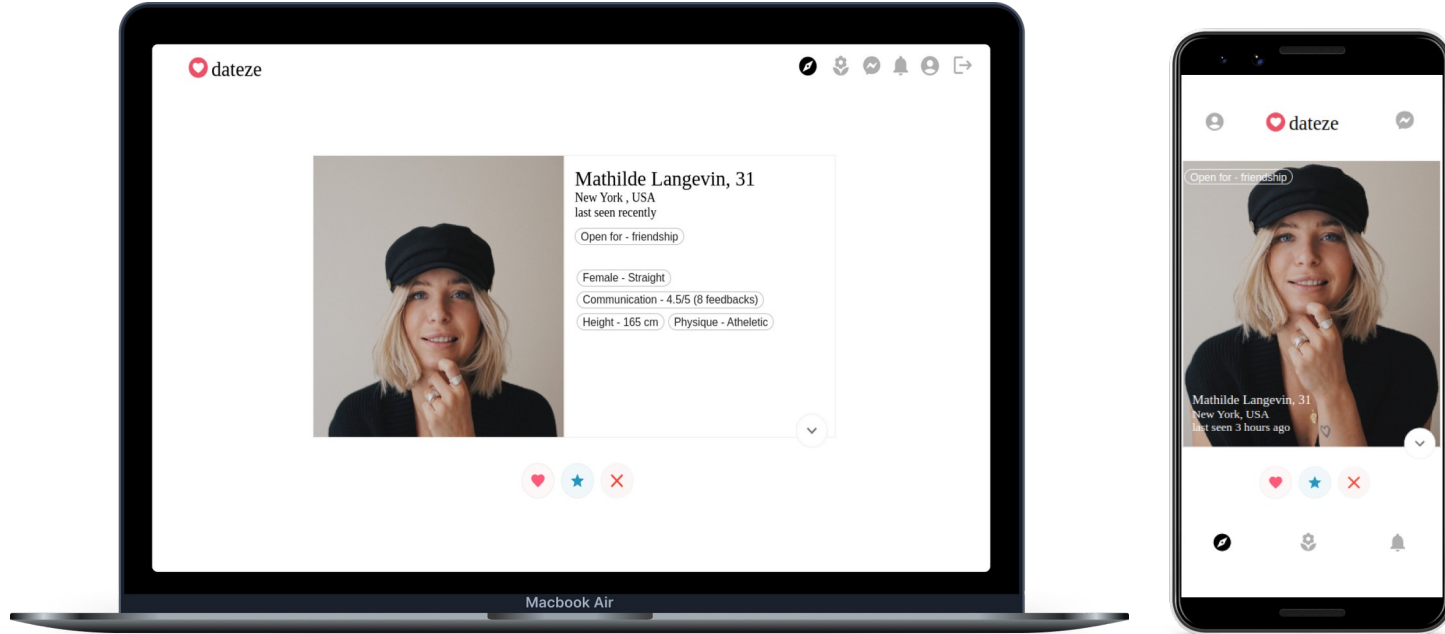 dateze
Mathilde Langevin, 31
New York , USA
last seen recently
Open for - friendship
Female - Straight
Communication - 4.5/5 (8 feedbacks)
Height - 165 cm
Physique - Atheletic
Macbook Air
dateze
Open for - friendship
Mathilde Langevin, 31
New York, USA
last seen 3 hours ago